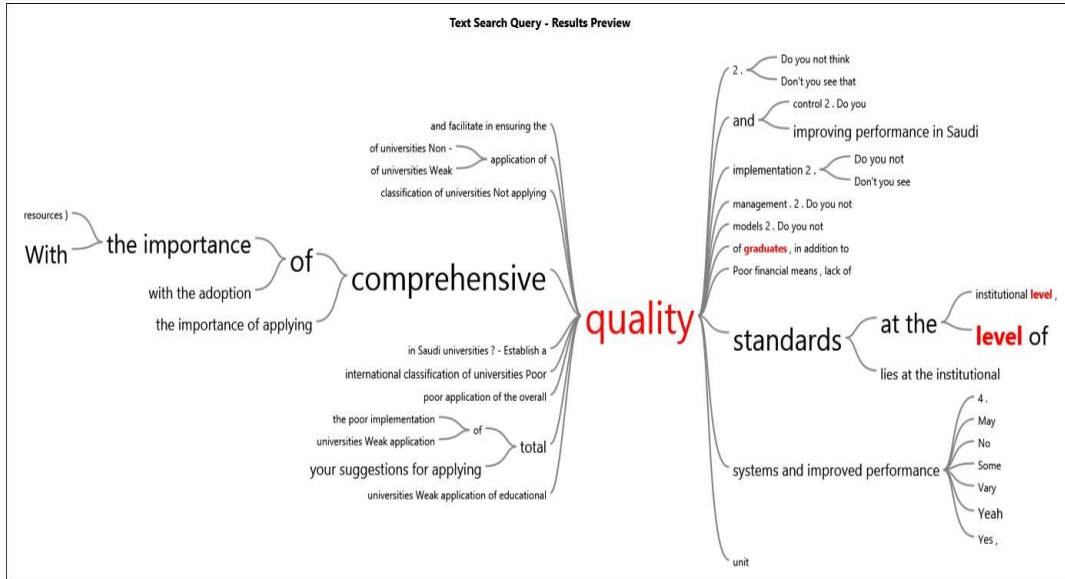 Text Search Query - Results Preview
and facilitate in ensuring the
of universities Non -
of universities Weak
application of
classification of universities Not applying
resources )
With
the importance
with the adoption
of
the importance of applying
comprehensive
in Saudi universities ? - Establish a
international classification of universities Poor
poor application of the overall
the poor implementation
universities Weak application
of
your suggestions for applying
total
universities Weak application of educational
quality
2 .
Do you not think
Don't you see that
and
control 2 . Do you
improving performance in Saudi
implementation 2 .
Do you not
Don't you see
management . 2 . Do you not
models 2 . Do you not
of graduates , in addition to
Poor financial means , lack of
standards
at the
institutional level ,
level of
lies at the institutional
systems and improved performance
4 .
May
No
Some
Vary
Yeah
Yes ,
unit